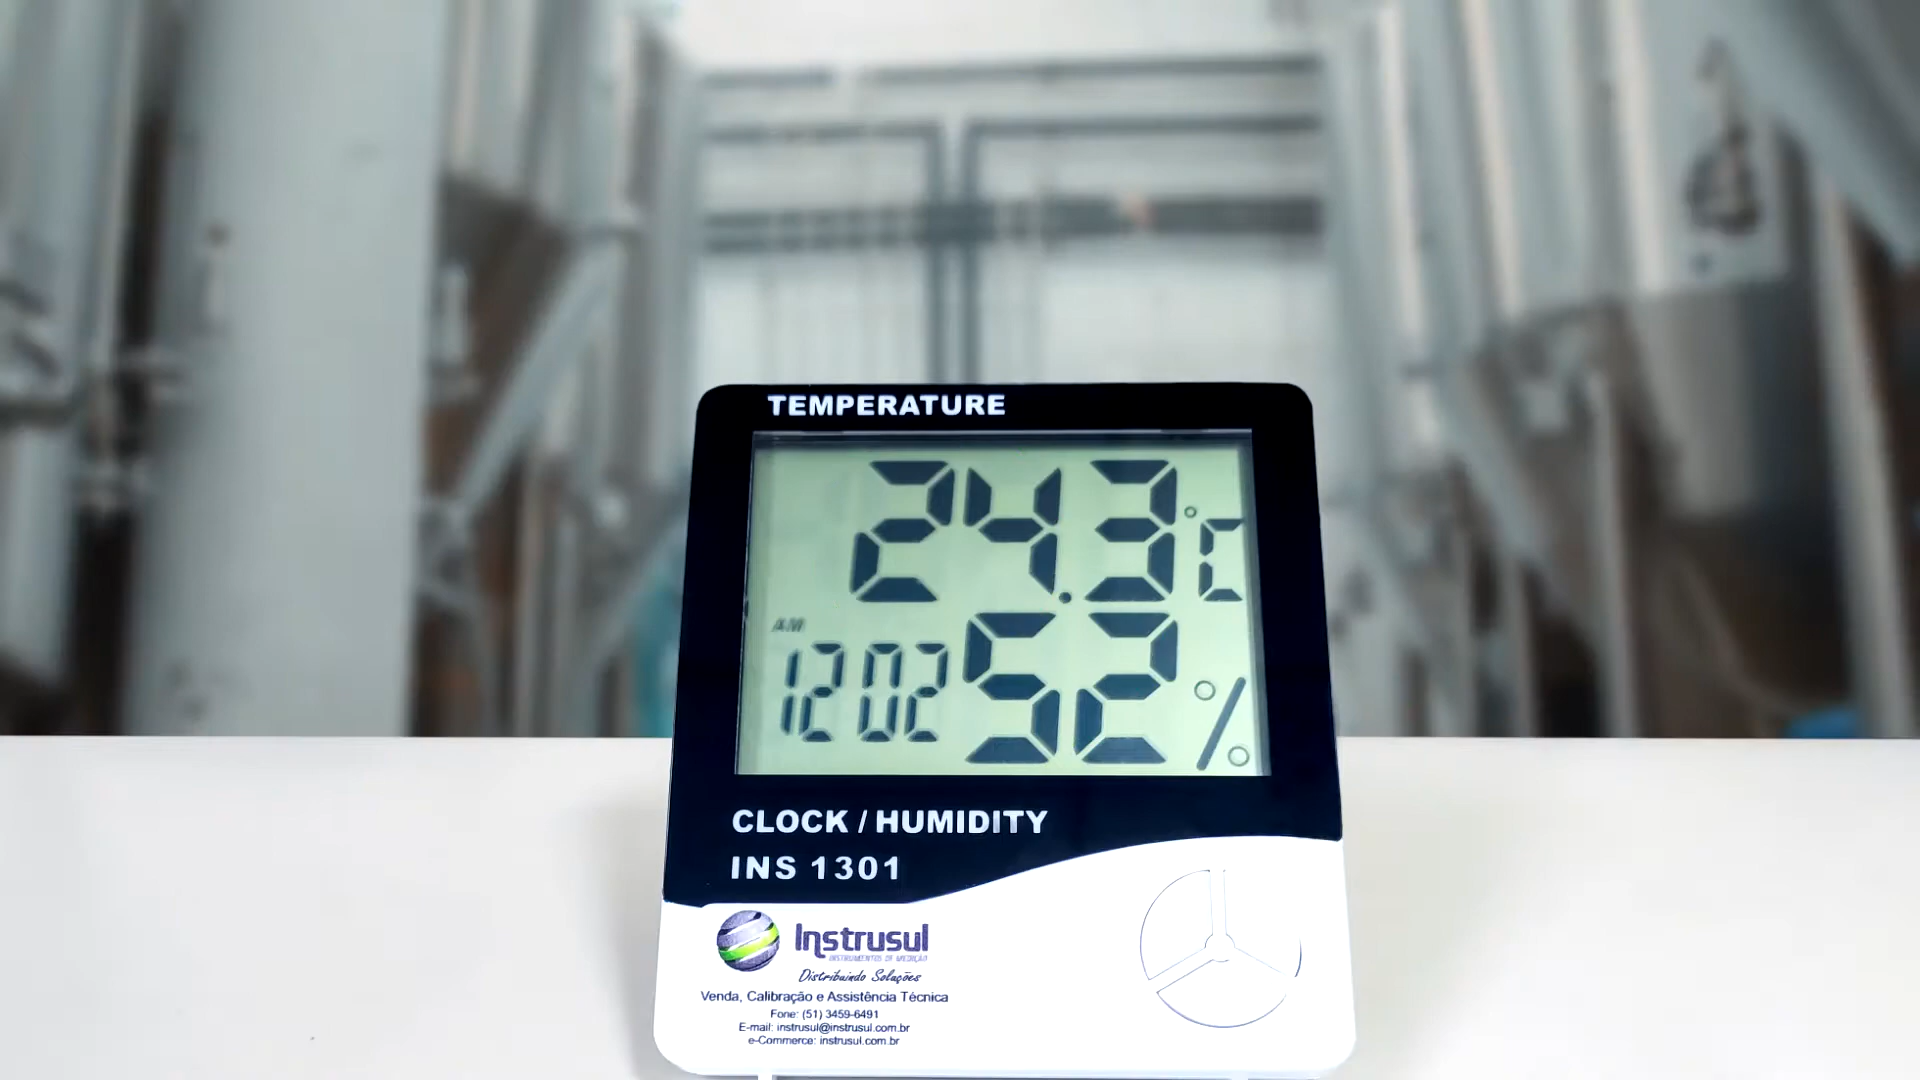 TEMPERATURE
24.3°C
AM
12 02
52%
CLOCK / HUMIDITY
INS 1301
Instrusul
INSTRUMENTOS DE MEDIÇÃO
Distribuindo Soluções
Venda, Calibração e Assistência Técnica
Fone: (51) 3459-6491
E-mail: instrusul@instrusul.com.br
e-Commerce: instrusul.com.br